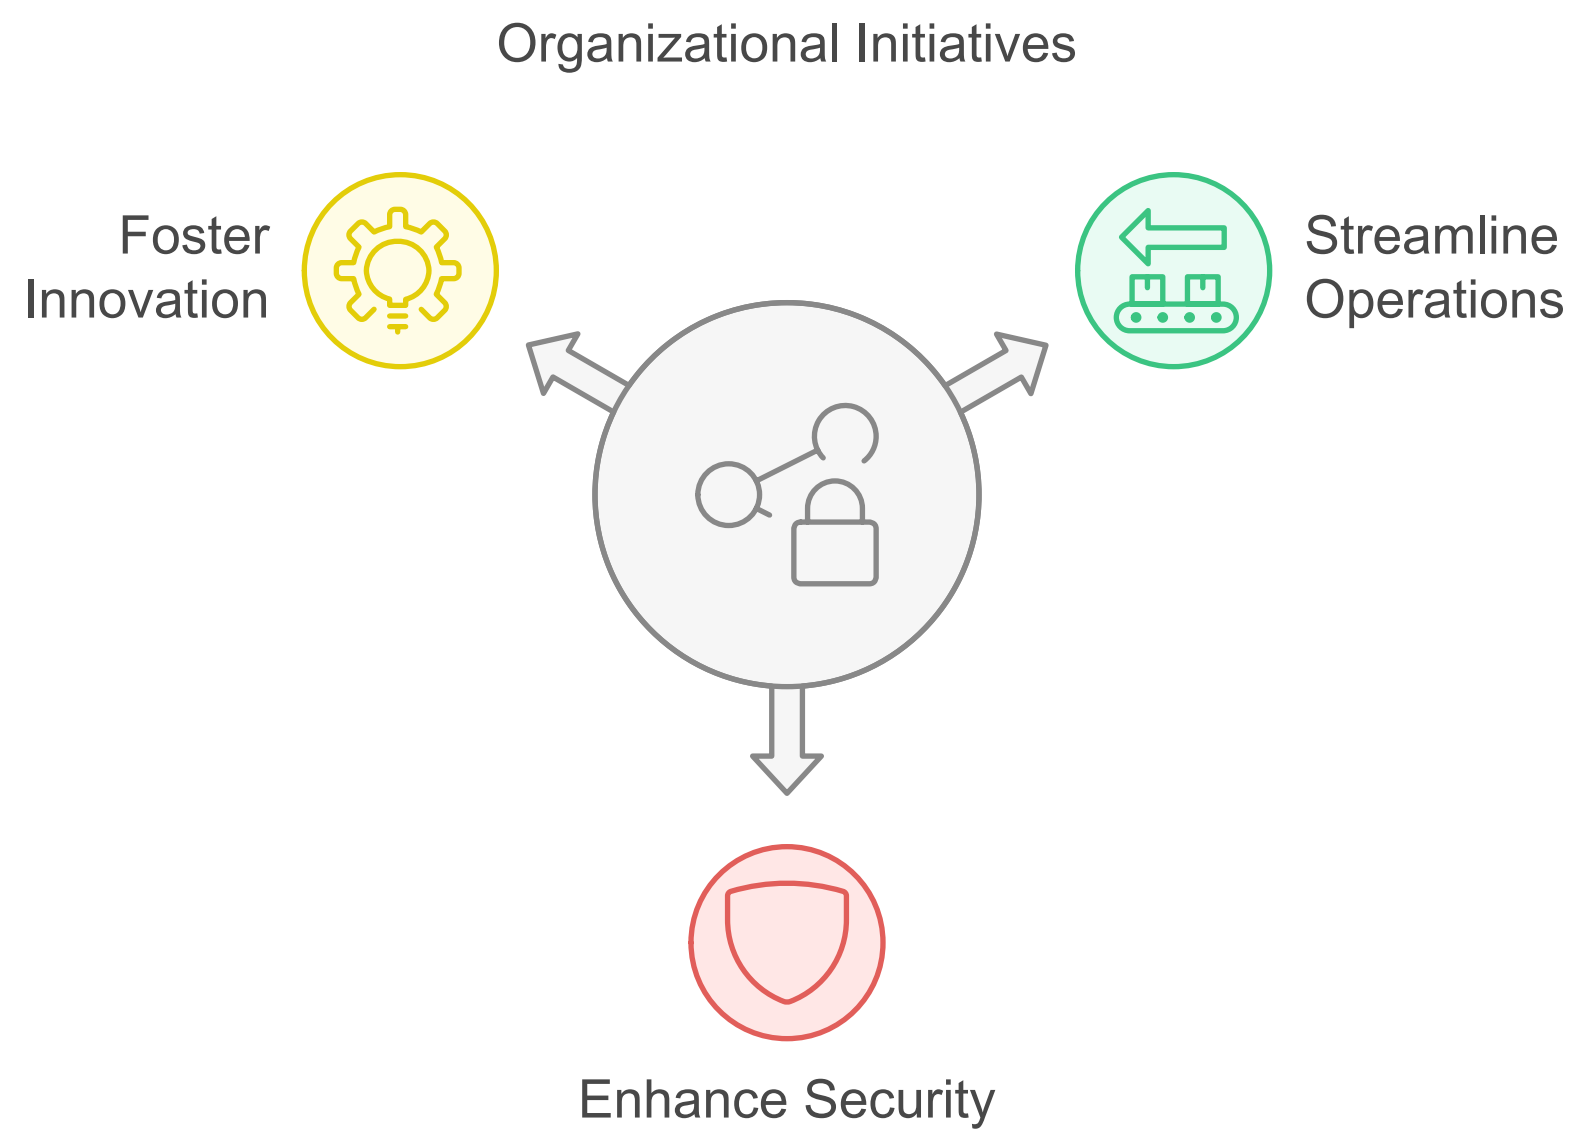 Organizational Initiatives
Foster
Innovation
Streamline
Operations
Enhance Security